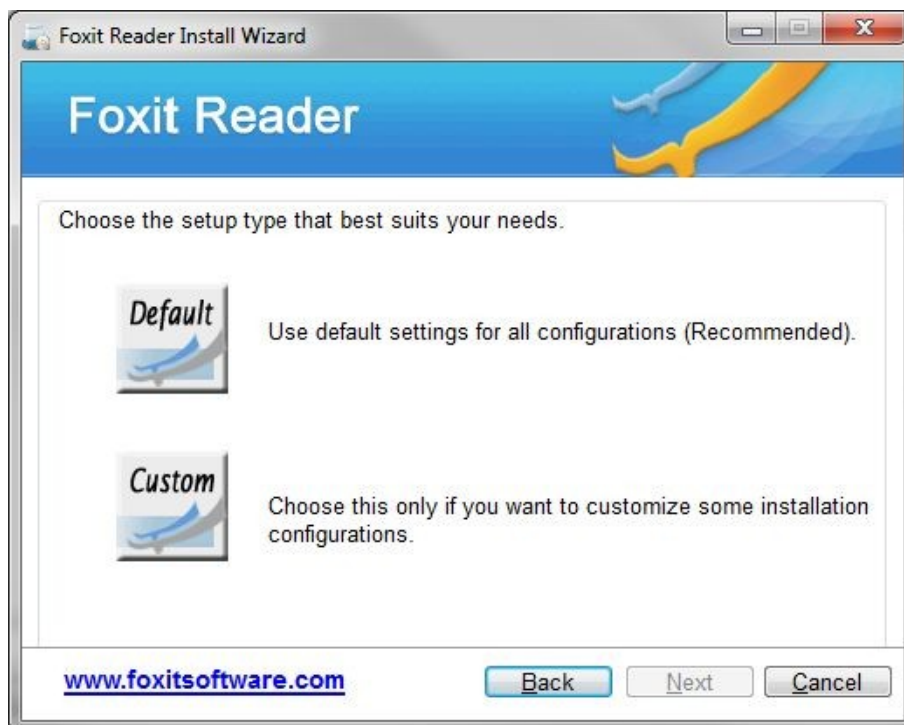 Foxit Reader Install Wizard
Foxit Reader
Choose the setup type that best suits your needs.
Default
Use default settings for all configurations (Recommended).
Custom
Choose this only if you want to customize some installation
configurations.
www.foxitsoftware.com
Back
Next
Cancel